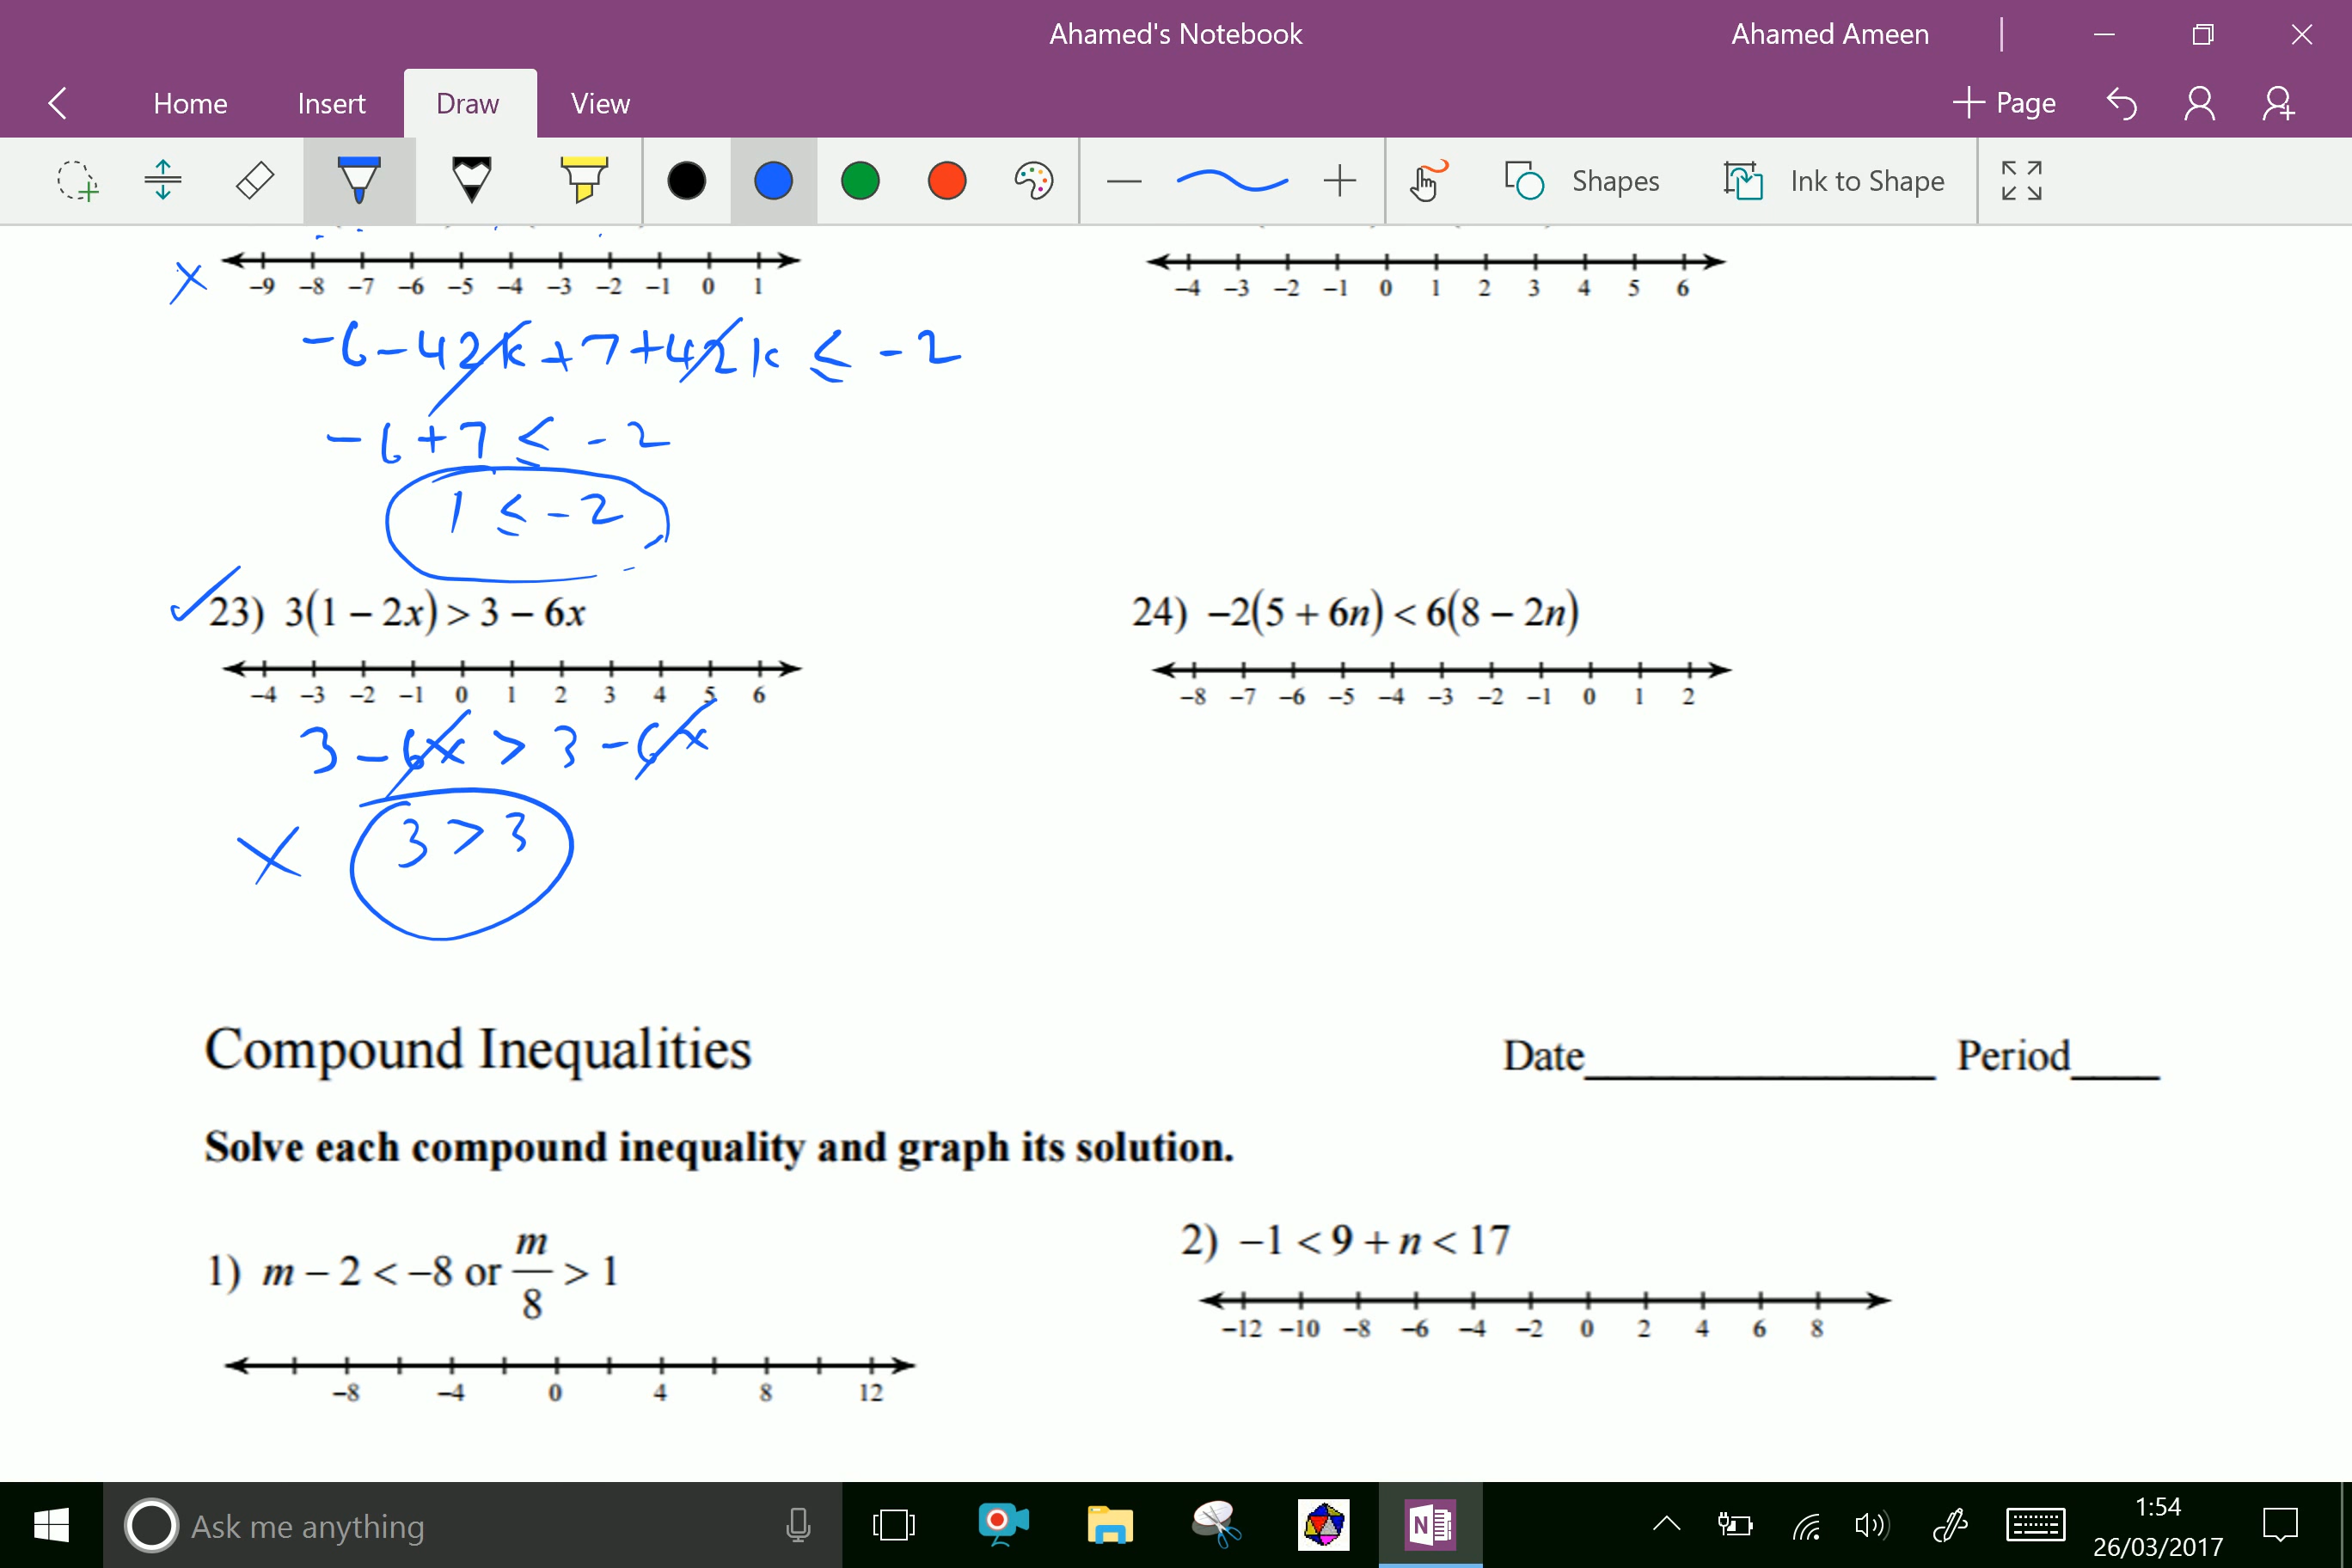 Ahamed's Notebook
Ahamed Ameen
Home Insert Draw View
Page
Shapes Ink to Shape
x
-9 -8 -7 -6 -5 -4 -3 -2 -1 0 1
-4 -3 -2 -1 0 1 2 3 4 5 6
-6-42k+7+42k ≤ -2
-6+7 ≤ -2
1 ≤ -2
✓
23) 3(1 − 2x) > 3 − 6x
24) −2(5 + 6n) < 6(8 − 2n)
-4 -3 -2 -1 0 1 2 3 4 5 6
-8 -7 -6 -5 -4 -3 -2 -1 0 1 2
3-6x > 3-6x
x 3 > 3
Compound Inequalities
Date________________ Period____
Solve each compound inequality and graph its solution.
1) m − 2 < −8 or m/8 > 1
2) −1 < 9 + n < 17
-12 -10 -8 -6 -4 -2 0 2 4 6 8
-8 -4 0 4 8 12
Ask me anything
N
1:54
26/03/2017